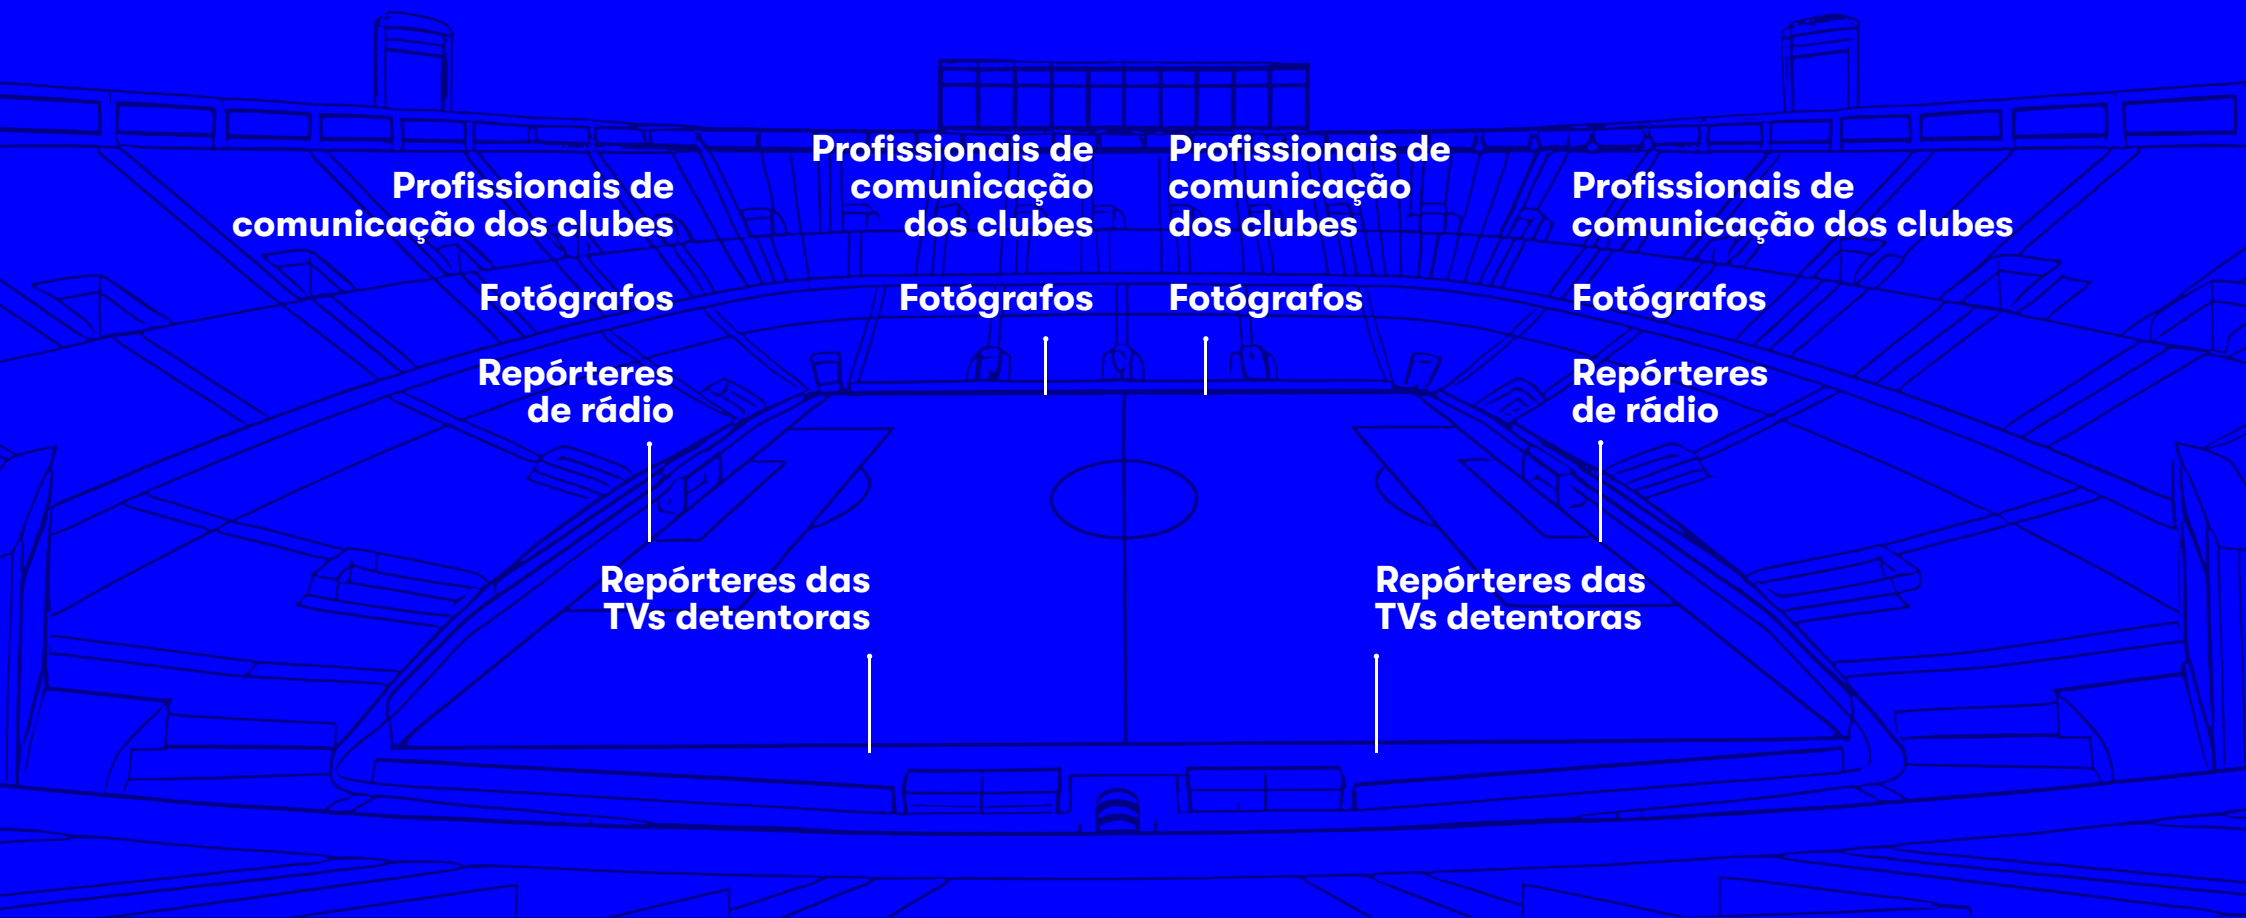 Profissionais de
comunicação dos clubes
Fotógrafos
Repórteres
de rádio
Profissionais de
comunicação
dos clubes
Fotógrafos
Profissionais de
comunicação
dos clubes
Fotógrafos
Profissionais de
comunicação dos clubes
Fotógrafos
Repórteres
de rádio
Repórteres das
TVs detentoras
Repórteres das
TVs detentoras